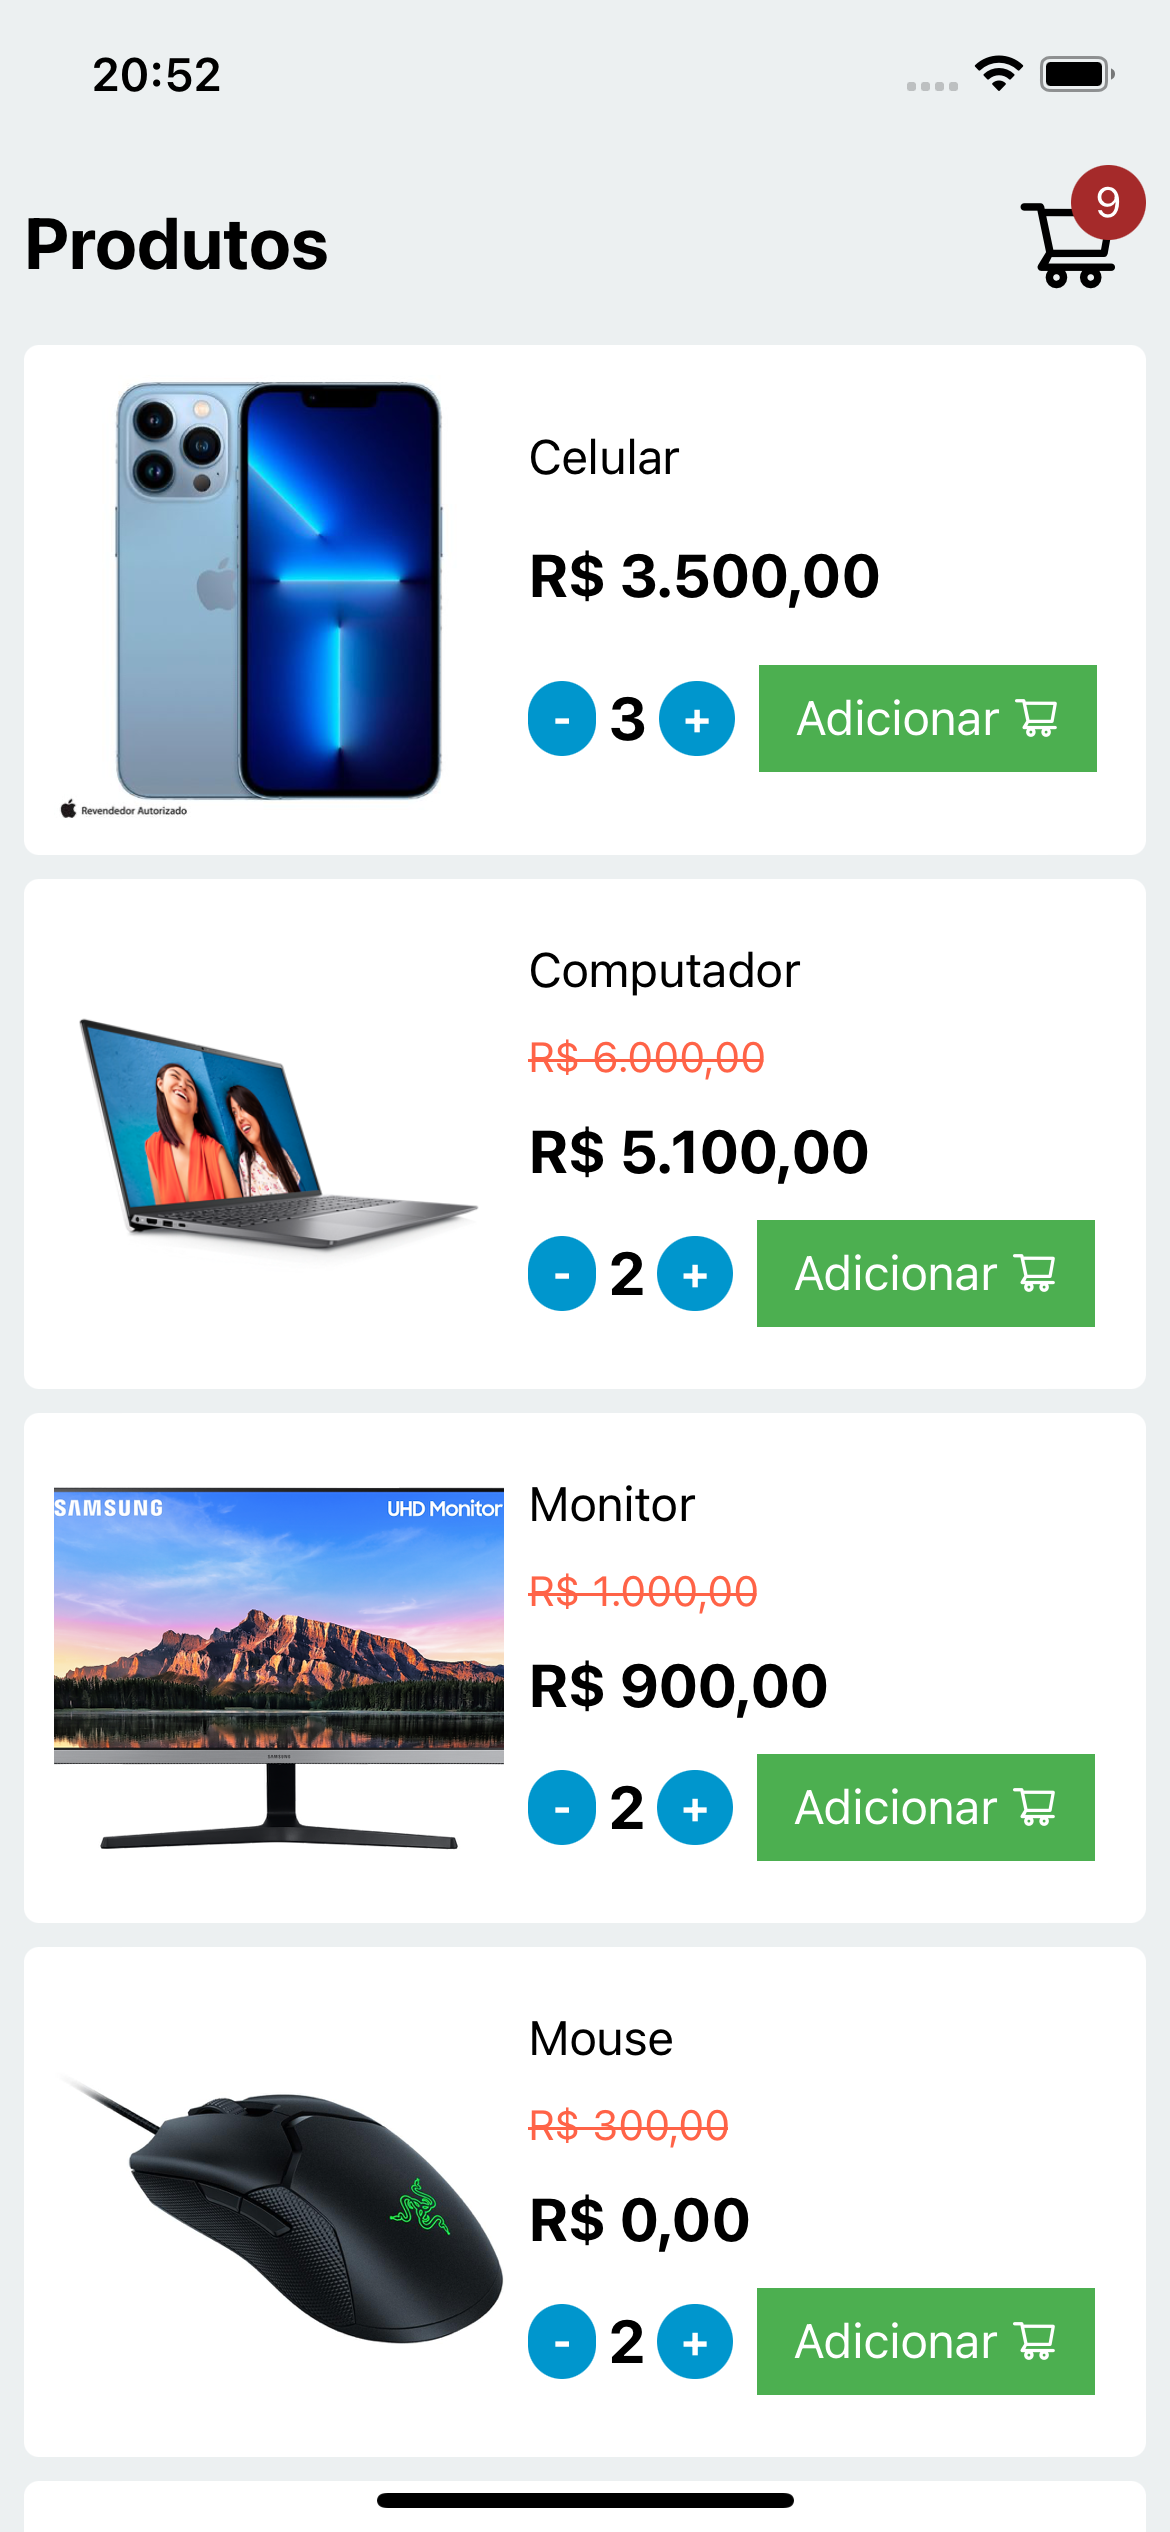 20:52
9
Produtos
Celular
R$ 3.500,00
- 3 + Adicionar
Revendedor Autorizado
Computador
R$ 6.000,00
R$ 5.100,00
- 2 + Adicionar
SAMSUNG UHD Monitor
Monitor
R$ 1.000,00
R$ 900,00
SAMSUNG
- 2 + Adicionar
Mouse
R$ 300,00
R$ 0,00
- 2 + Adicionar